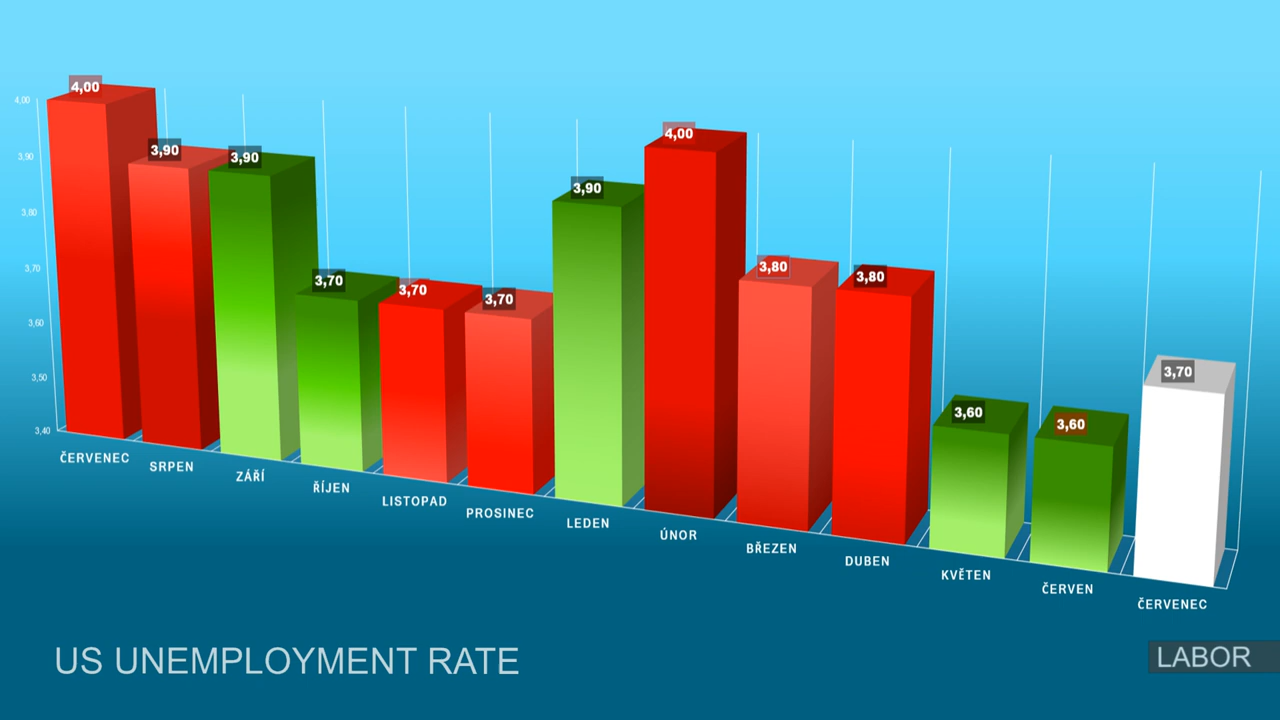 4,00
3,90
3,90
3,70
3,70
3,70
3,90
4,00
3,80
3,80
3,60
3,60
3,70
4,00
3,90
3,80
3,70
3,60
3,50
3,40
ČERVENEC
SRPEN
ZÁŘÍ
ŘÍJEN
LISTOPAD
PROSINEC
LEDEN
ÚNOR
BŘEZEN
DUBEN
KVĚTEN
ČERVEN
ČERVENEC
US UNEMPLOYMENT RATE
LABOR